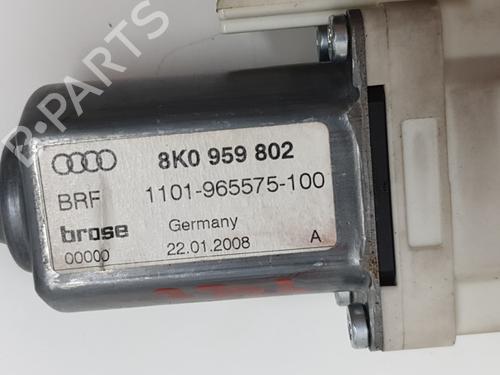 B-PARTS
8K0 959 802
BRF 1101-965575-100
brose Germany
00000 22.01.2008 A